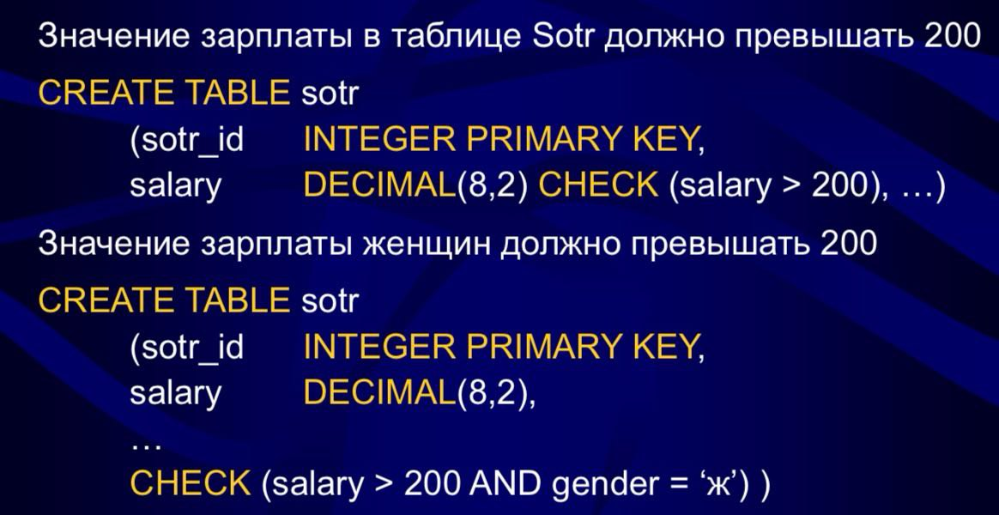 Значение зарплаты в таблице Sotr должно превышать 200
CREATE TABLE sotr
(sotr_id INTEGER PRIMARY KEY,
salary DECIMAL(8,2) CHECK (salary > 200), …)
Значение зарплаты женщин должно превышать 200
CREATE TABLE sotr
(sotr_id INTEGER PRIMARY KEY,
salary DECIMAL(8,2),
…
CHECK (salary > 200 AND gender = ‘ж’) )